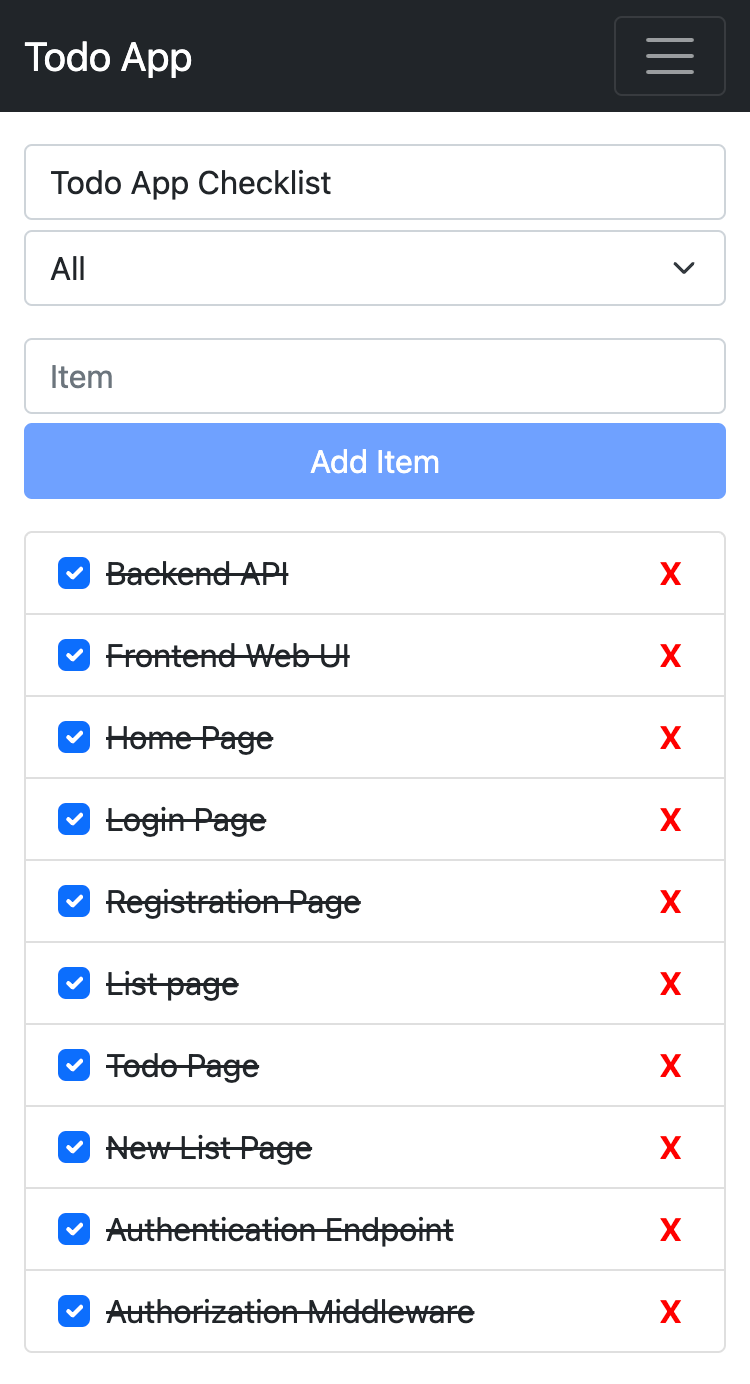 Todo App
Todo App Checklist
All
Item
Add Item
Backend API X
Frontend Web UI X
Home Page X
Login Page X
Registration Page X
List page X
Todo Page X
New List Page X
Authentication Endpoint X
Authorization Middleware X